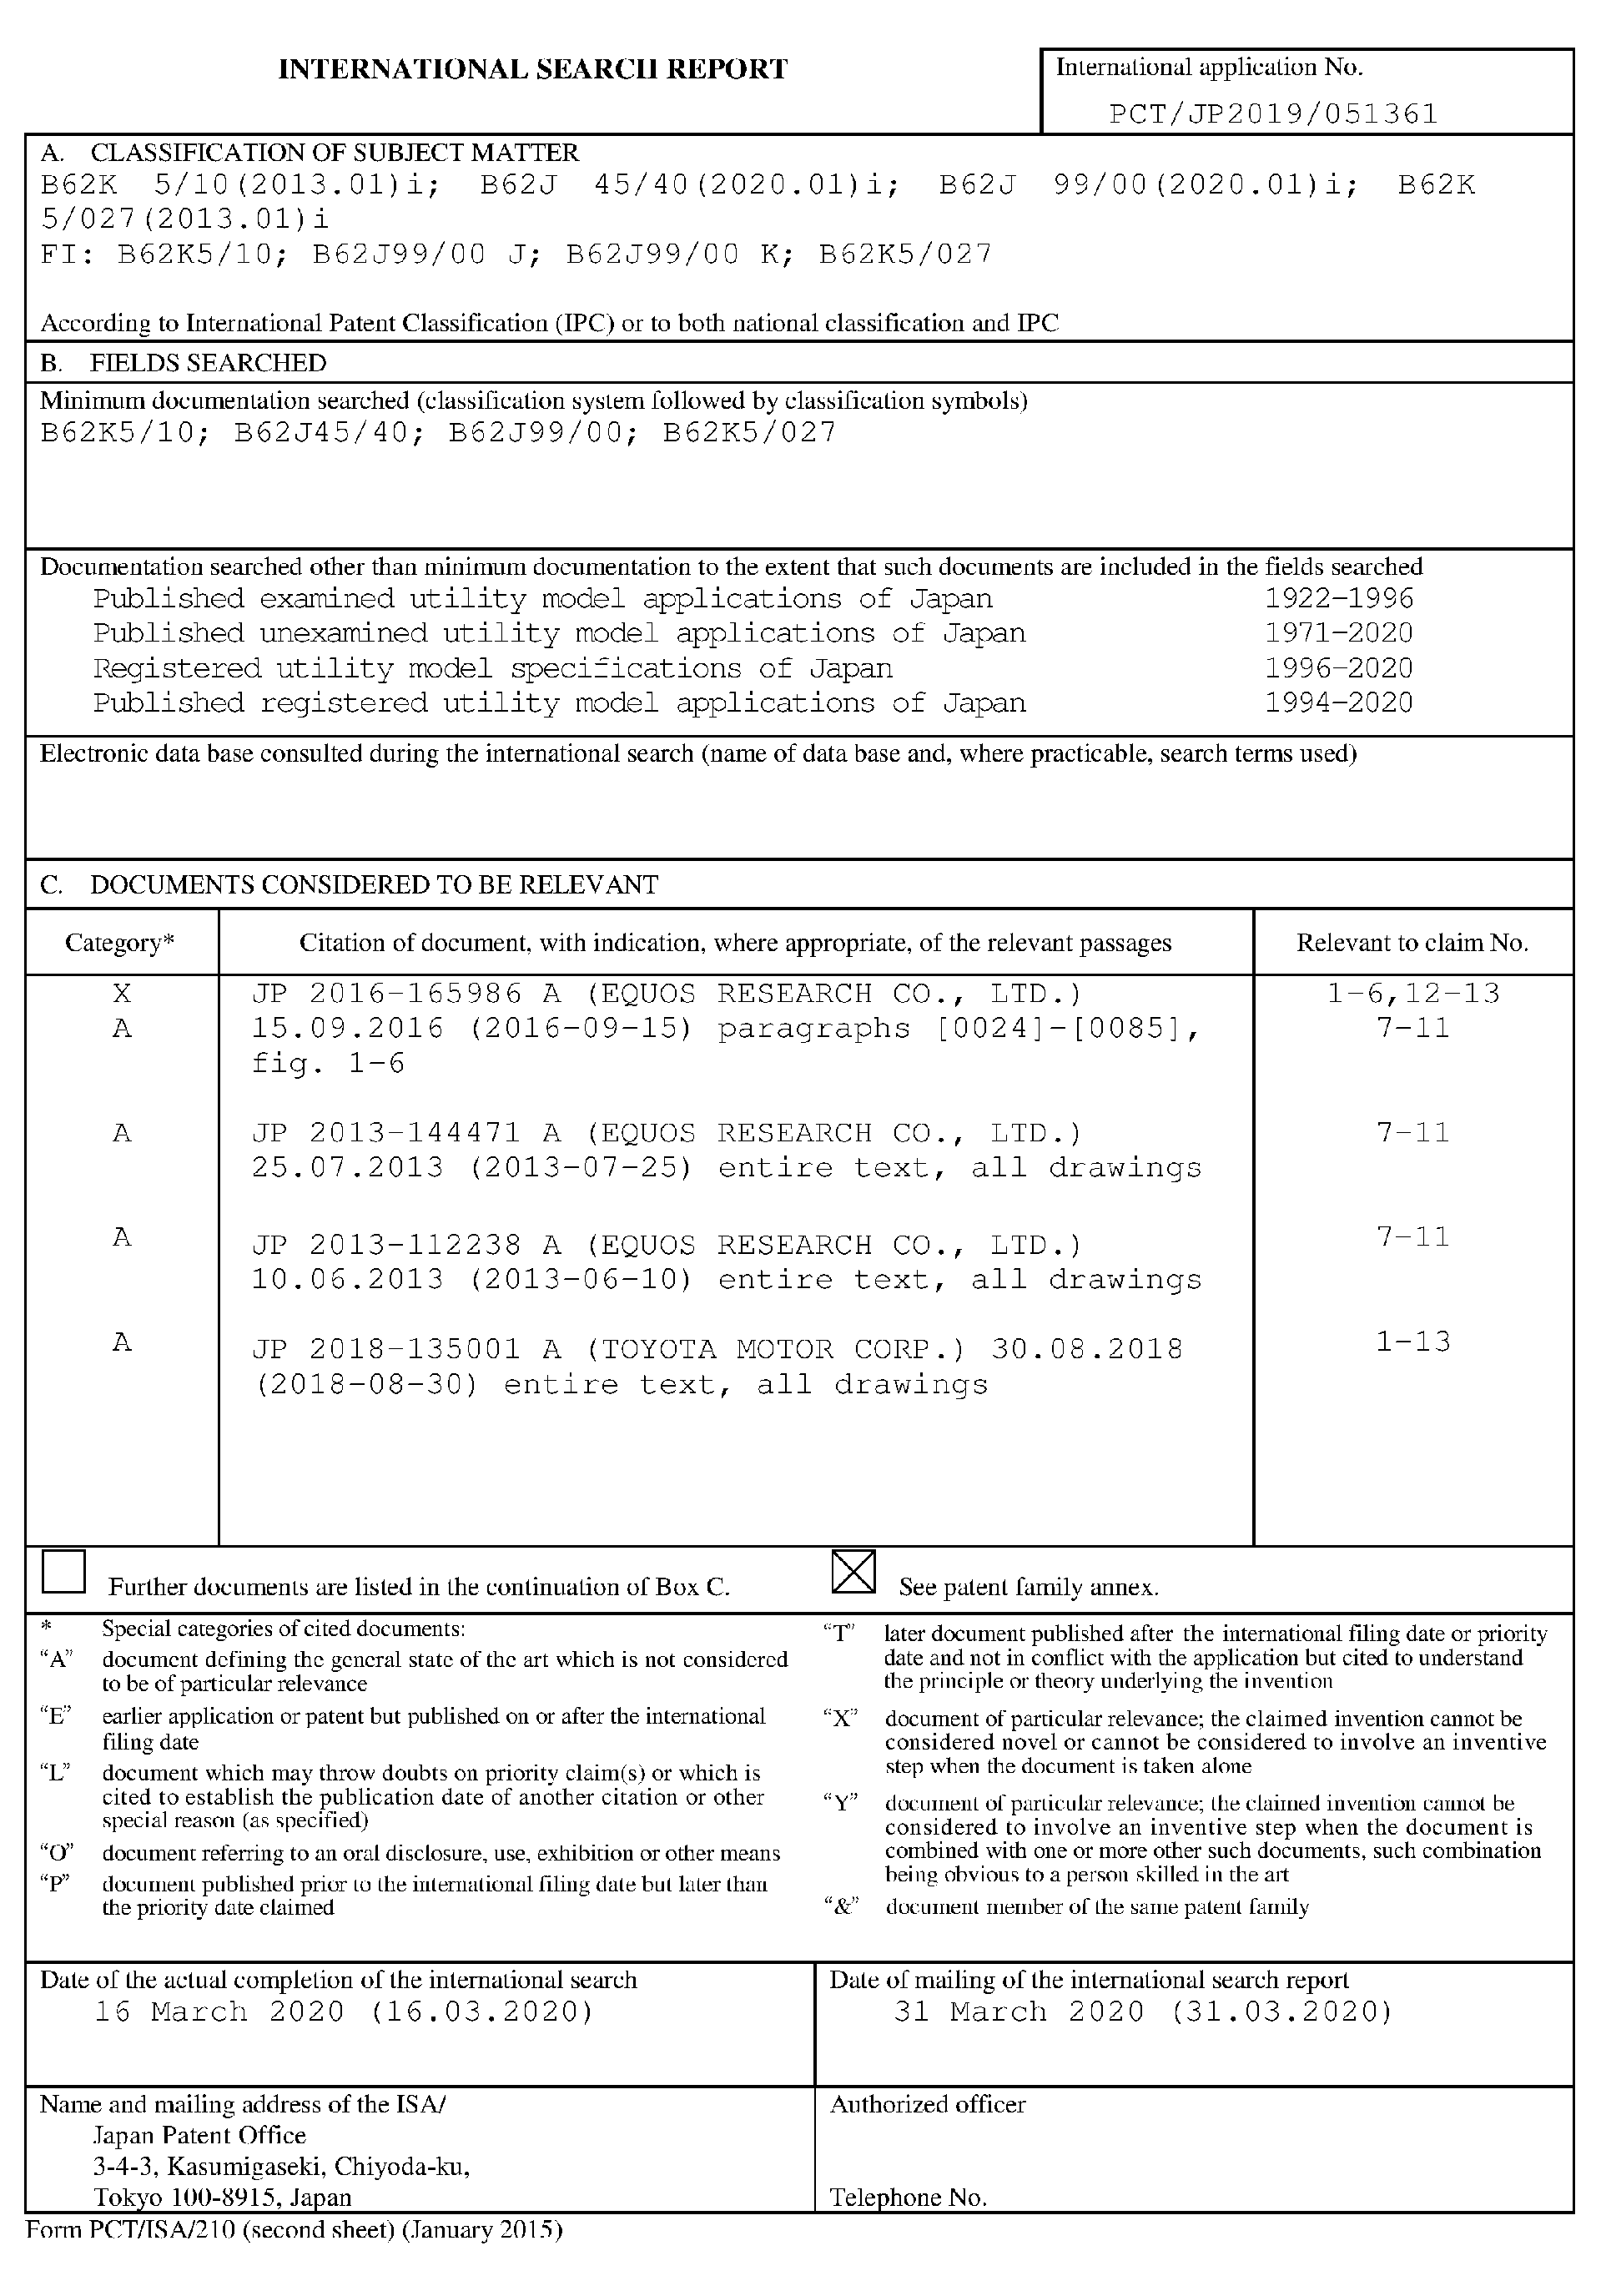 INTERNATIONAL SEARCH REPORT
International application No.
PCT/JP2019/051361
A. CLASSIFICATION OF SUBJECT MATTER
B62K 5/10(2013.01)i; B62J 45/40(2020.01)i; B62J 99/00(2020.01)i; B62K
5/027(2013.01)i
FI: B62K5/10; B62J99/00 J; B62J99/00 K; B62K5/027
According to International Patent Classification (IPC) or to both national classification and IPC
B. FIELDS SEARCHED
Minimum documentation searched (classification system followed by classification symbols)
B62K5/10; B62J45/40; B62J99/00; B62K5/027
Documentation searched other than minimum documentation to the extent that such documents are included in the fields searched
Published examined utility model applications of Japan 1922-1996
Published unexamined utility model applications of Japan 1971-2020
Registered utility model specifications of Japan 1996-2020
Published registered utility model applications of Japan 1994-2020
Electronic data base consulted during the international search (name of data base and, where practicable, search terms used)
C. DOCUMENTS CONSIDERED TO BE RELEVANT
Category* Citation of document, with indication, where appropriate, of the relevant passages Relevant to claim No.
X JP 2016-165986 A (EQUOS RESEARCH CO., LTD.) 1-6,12-13
A 15.09.2016 (2016-09-15) paragraphs [0024]-[0085], 7-11
fig. 1-6
A JP 2013-144471 A (EQUOS RESEARCH CO., LTD.) 7-11
25.07.2013 (2013-07-25) entire text, all drawings
A JP 2013-112238 A (EQUOS RESEARCH CO., LTD.) 7-11
10.06.2013 (2013-06-10) entire text, all drawings
A JP 2018-135001 A (TOYOTA MOTOR CORP.) 30.08.2018 1-13
(2018-08-30) entire text, all drawings
Further documents are listed in the continuation of Box C.
See patent family annex.
* Special categories of cited documents:
“A” document defining the general state of the art which is not considered
to be of particular relevance
“E” earlier application or patent but published on or after the international
filing date
“L” document which may throw doubts on priority claim(s) or which is
cited to establish the publication date of another citation or other
special reason (as specified)
“O” document referring to an oral disclosure, use, exhibition or other means
“P” document published prior to the international filing date but later than
the priority date claimed
“T” later document published after the international filing date or priority
date and not in conflict with the application but cited to understand
the principle or theory underlying the invention
“X” document of particular relevance; the claimed invention cannot be
considered novel or cannot be considered to involve an inventive
step when the document is taken alone
“Y” document of particular relevance; the claimed invention cannot be
considered to involve an inventive step when the document is
combined with one or more other such documents, such combination
being obvious to a person skilled in the art
“&” document member of the same patent family
Date of the actual completion of the international search
16 March 2020 (16.03.2020)
Date of mailing of the international search report
31 March 2020 (31.03.2020)
Name and mailing address of the ISA/
Japan Patent Office
3-4-3, Kasumigaseki, Chiyoda-ku,
Tokyo 100-8915, Japan
Authorized officer
Telephone No.
Form PCT/ISA/210 (second sheet) (January 2015)